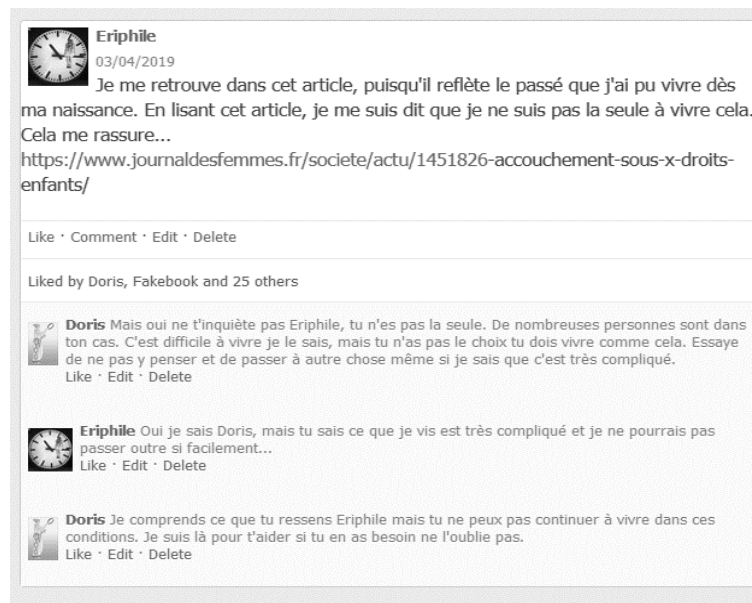 Eriphile
03/04/2019
Je me retrouve dans cet article, puisqu'il reflète le passé que j'ai pu vivre dès
ma naissance. En lisant cet article, je me suis dit que je ne suis pas la seule à vivre cela.
Cela me rassure...
https://www.journaldesfemmes.fr/societe/actu/1451826-accouchement-sous-x-droits-
enfants/
Like · Comment · Edit · Delete
Liked by Doris, Fakebook and 25 others
Doris Mais oui ne t'inquiète pas Eriphile, tu n'es pas la seule. De nombreuses personnes sont dans
ton cas. C'est difficile à vivre je le sais, mais tu n'as pas le choix tu dois vivre comme cela. Essaye
de ne pas y penser et de passer à autre chose même si je sais que c'est très compliqué.
Like · Edit · Delete
Eriphile Oui je sais Doris, mais tu sais ce que je vis est très compliqué et je ne pourrais pas
passer outre si facilement...
Like · Edit · Delete
Doris Je comprends ce que tu ressens Eriphile mais tu ne peux pas continuer à vivre dans ces
conditions. Je suis là pour t'aider si tu en as besoin ne l'oublie pas.
Like · Edit · Delete